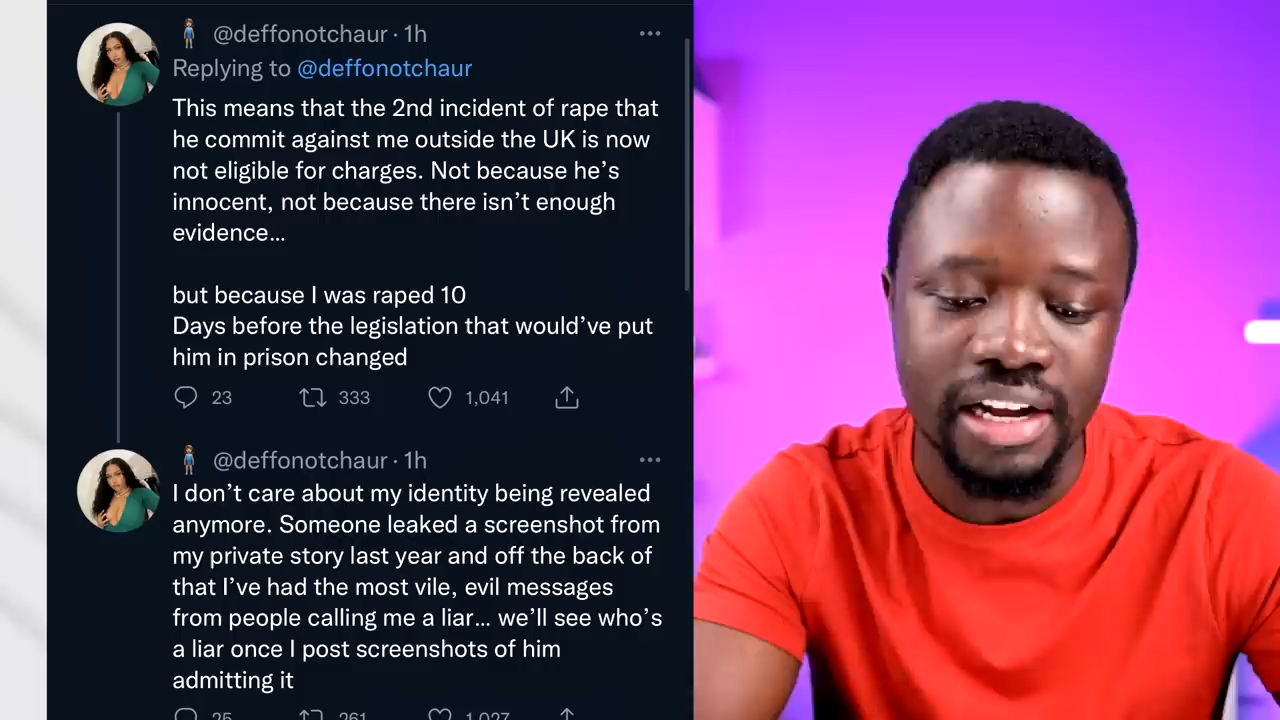 @deffonotchaur · 1h
Replying to @deffonotchaur
This means that the 2nd incident of rape that
he commit against me outside the UK is now
not eligible for charges. Not because he’s
innocent, not because there isn’t enough
evidence...
but because I was raped 10
Days before the legislation that would’ve put
him in prison changed
23 333 1,041
@deffonotchaur · 1h
I don’t care about my identity being revealed
anymore. Someone leaked a screenshot from
my private story last year and off the back of
that I’ve had the most vile, evil messages
from people calling me a liar... we’ll see who’s
a liar once I post screenshots of him
admitting it
25 261 1,027